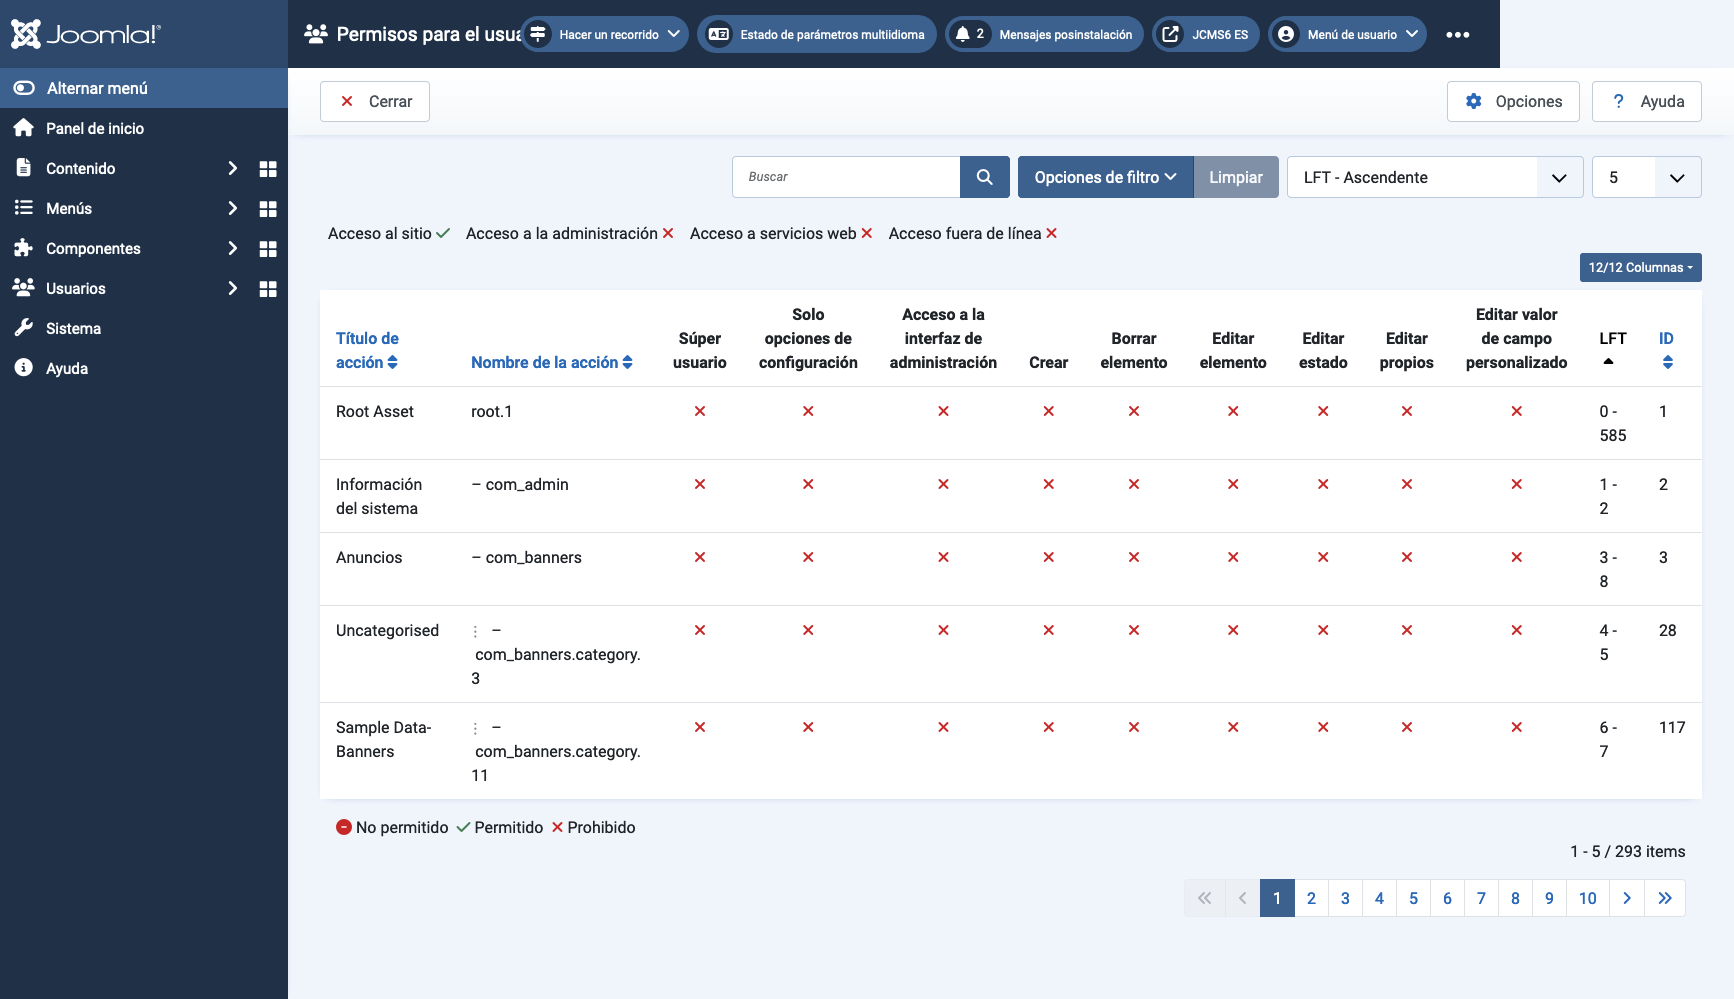 Joomla!®
Permisos para el usua
Hacer un recorrido
Estado de parámetros multiidioma
2
Mensajes posinstalación
JCMS6 ES
Menú de usuario
Alternar menú
Panel de inicio
Contenido
Menús
Componentes
Usuarios
Sistema
Ayuda
Cerrar
Opciones
? Ayuda
Buscar
Opciones de filtro
Limpiar
LFT - Ascendente
5
Acceso al sitio
Acceso a la administración
Acceso a servicios web
Acceso fuera de línea
12/12 Columnas
Título de
acción
Nombre de la acción
Súper
usuario
Solo
opciones de
configuración
Acceso a la
interfaz de
administración
Crear
Borrar
elemento
Editar
elemento
Editar
estado
Editar
propios
Editar valor
de campo
personalizado
LFT
ID
Root Asset
root.1
0 -
585
1
Información
del sistema
– com_admin
1 -
2
2
Anuncios
– com_banners
3 -
8
3
Uncategorised
⋮ –
com_banners.category.
3
4 -
5
28
Sample Data-
Banners
⋮ –
com_banners.category.
11
6 -
7
117
No permitido
Permitido
Prohibido
1 - 5 / 293 items
1 2 3 4 5 6 7 8 9 10